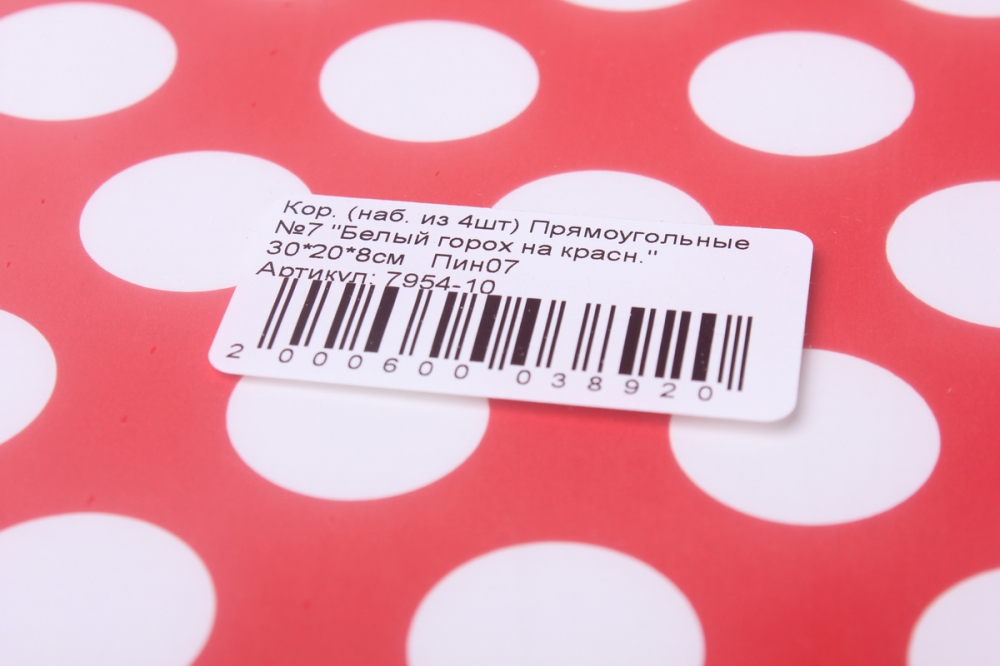 Кор. (наб. из 4шт) Прямоугольные
№7 "Белый горох на красн."
30*20*8см Пин07
Артикул: 7954-10
2 000600 038920